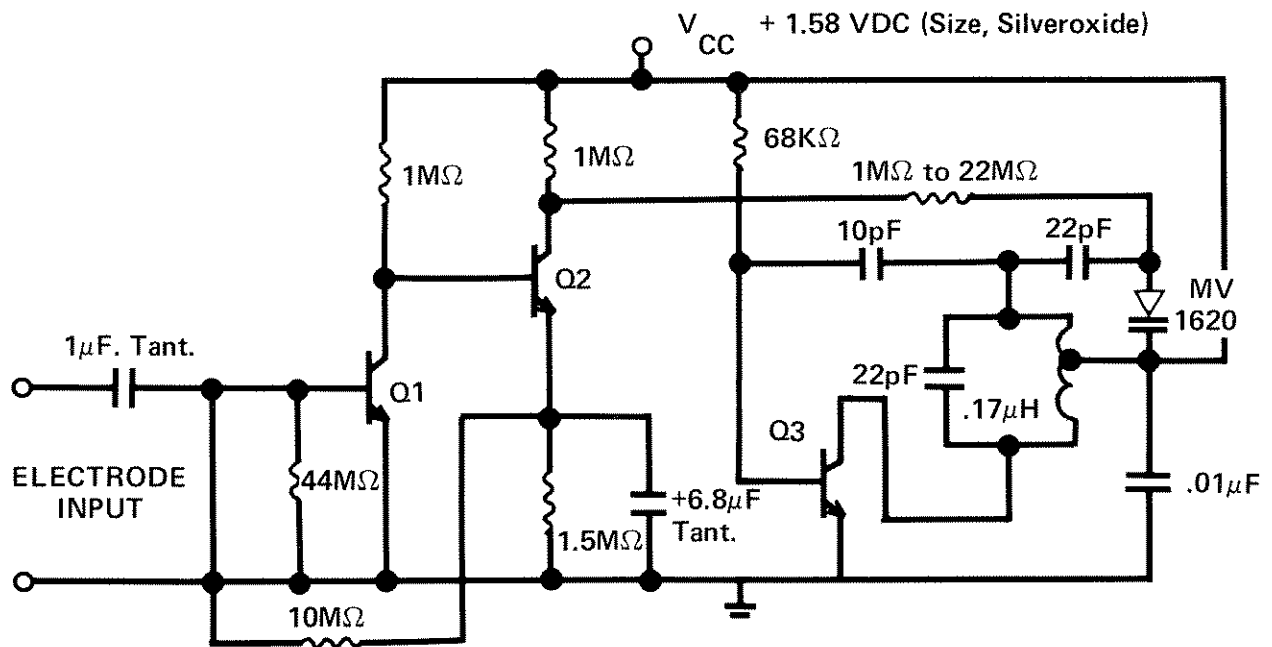 V CC + 1.58 VDC (Size, Silveroxide)
68KΩ
1MΩ
1MΩ
1MΩ to 22MΩ
10pF
22pF
Q2
MV
1620
1μF. Tant.
Q1
22pF
.17μH
Q3
ELECTRODE
INPUT
44MΩ
+6.8μF
Tant.
.01μF
1.5MΩ
10MΩ